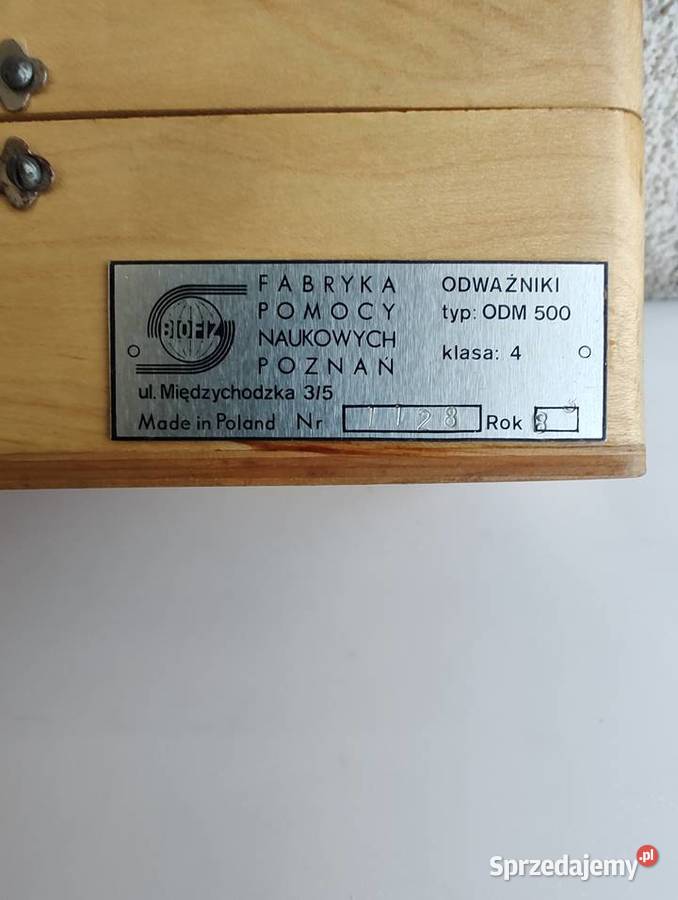 BIOFIZ
FABRYKA
POMOCY
NAUKOWYCH
POZNAŃ
ul. Międzychodzka 3/5
ODWAŻNIKI
typ: ODM 500
klasa: 4
Made in Poland Nr 1128 Rok
Sprzedajemy.pl